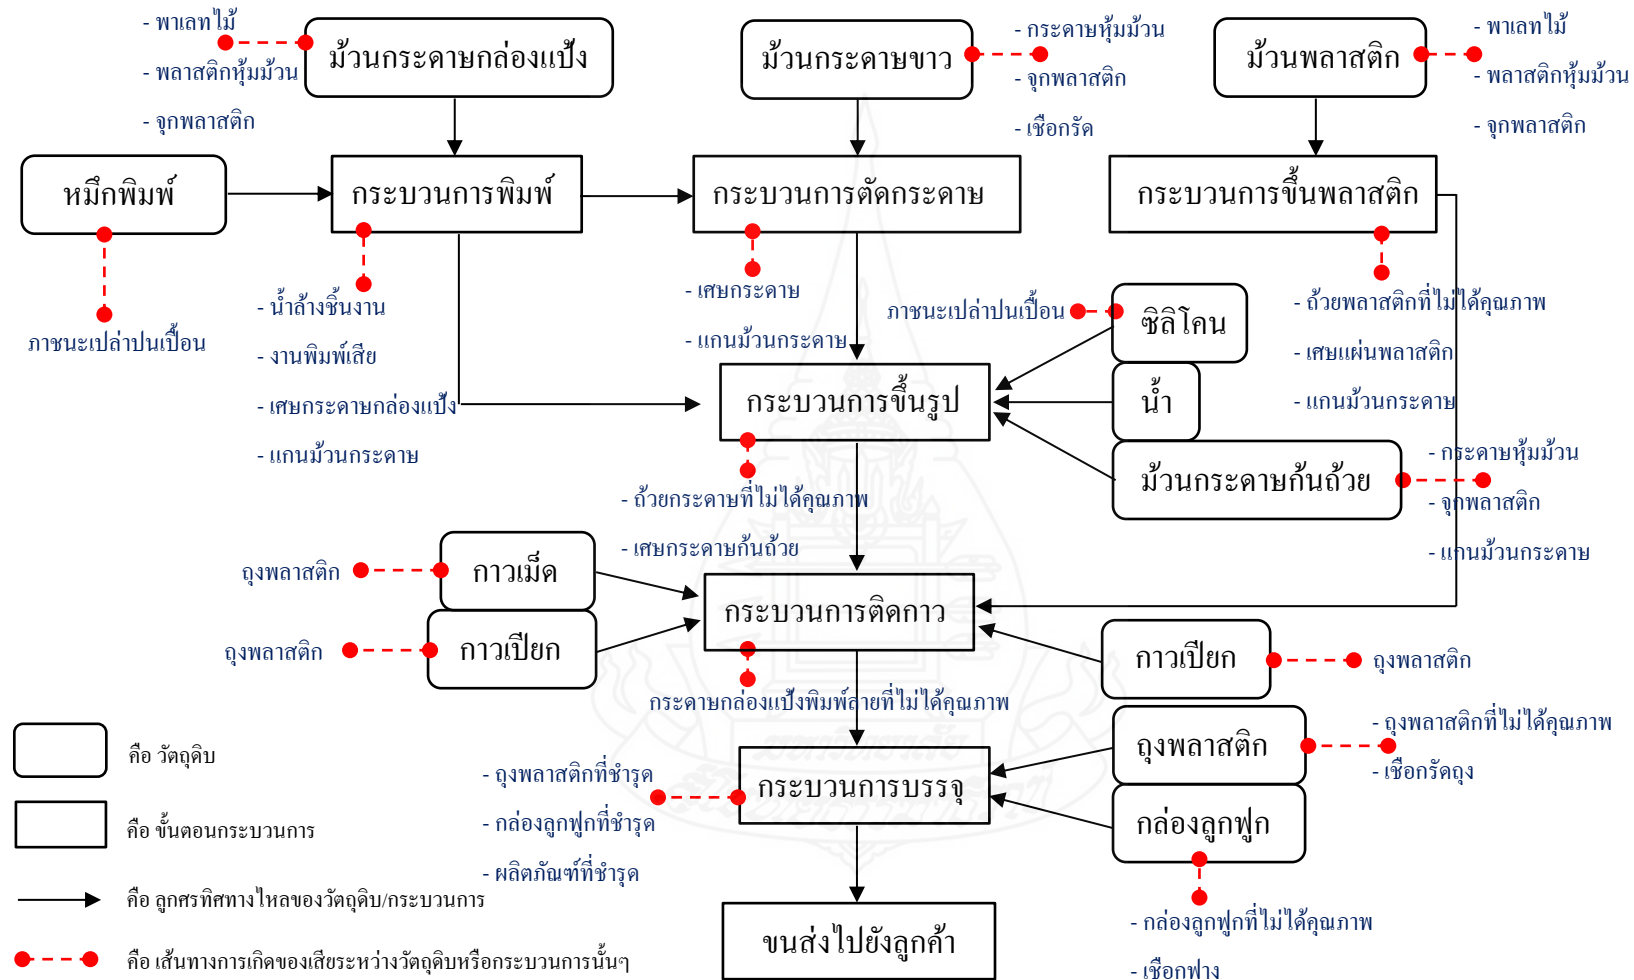 - พาเลทไม้
- พลาสติกหุ้มม้วน
- จุกพลาสติก
ม้วนกระดาษกล่องแป้ง
ม้วนกระดาษขาว
- กระดาษหุ้มม้วน
- จุกพลาสติก
- เชือกรัด
ม้วนพลาสติก
- พาเลทไม้
- พลาสติกหุ้มม้วน
- จุกพลาสติก
หมึกพิมพ์
กระบวนการพิมพ์
กระบวนการตัดกระดาษ
กระบวนการขึ้นพลาสติก
ภาชนะเปล่าปนเปื้อน
- น้ำล้างชิ้นงาน
- งานพิมพ์เสีย
- เศษกระดาษกล่องแป้ง
- แกนม้วนกระดาษ
- เศษกระดาษ
- แกนม้วนกระดาษ
ภาชนะเปล่าปนเปื้อน
ซิลิโคน
- ถ้วยพลาสติกที่ไม่ได้คุณภาพ
- เศษแผ่นพลาสติก
- แกนม้วนกระดาษ
กระบวนการขึ้นรูป
น้ำ
ม้วนกระดาษก้นถ้วย
- กระดาษหุ้มม้วน
- จุกพลาสติก
- แกนม้วนกระดาษ
- ถ้วยกระดาษที่ไม่ได้คุณภาพ
- เศษกระดาษก้นถ้วย
ถุงพลาสติก
กาวเม็ด
กระบวนการติดกาว
ถุงพลาสติก
กาวเปียก
กาวเปียก
ถุงพลาสติก
กระดาษกล่องแป้งพิมพ์ลายที่ไม่ได้คุณภาพ
ถุงพลาสติก
- ถุงพลาสติกที่ไม่ได้คุณภาพ
- เชือกรัดถุง
คือ วัตถุดิบ
- ถุงพลาสติกที่ชำรุด
- กล่องลูกฟูกที่ชำรุด
- ผลิตภัณฑ์ที่ชำรุด
กระบวนการบรรจุ
กล่องลูกฟูก
คือ ขั้นตอนกระบวนการ
คือ ลูกศรทิศทางไหลของวัตถุดิบ/กระบวนการ
- กล่องลูกฟูกที่ไม่ได้คุณภาพ
- เชือกฟาง
ขนส่งไปยังลูกค้า
คือ เส้นทางการเกิดของเสียระหว่างวัตถุดิบหรือกระบวนการนั้นๆ